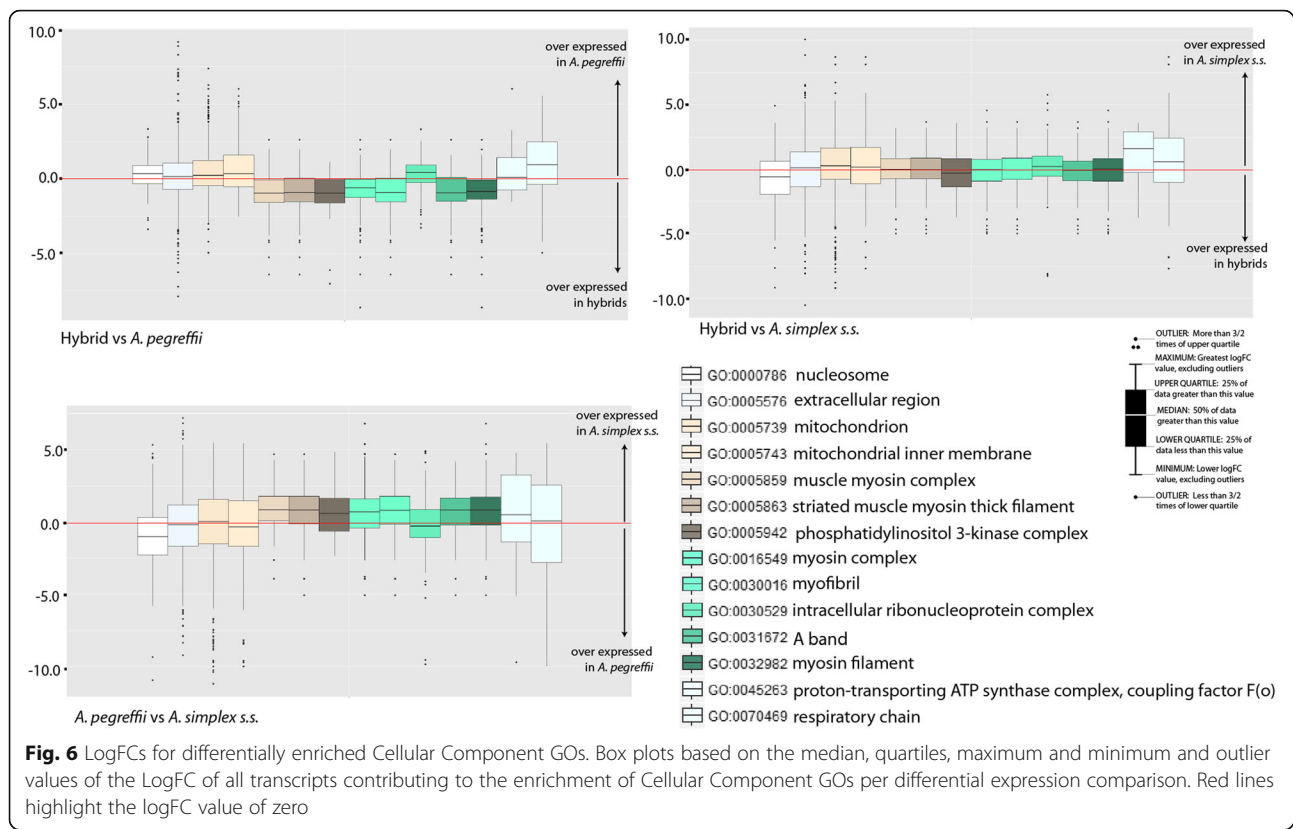 10.0
5.0
0.0
-5.0
over expressed
in A. pegreffii
over expressed
in hybrids
Hybrid vs A. pegreffii
10.0
5.0
0.0
-5.0
-10.0
over expressed
in A. simplex s.s.
over expressed
in hybrids
Hybrid vs A. simplex s.s.
5.0
0.0
-5.0
-10.0
over expressed
in A. simplex s.s.
over expressed
in A. pegreffii
A. pegreffii vs A. simplex s.s.
GO:0000786 nucleosome
GO:0005576 extracellular region
GO:0005739 mitochondrion
GO:0005743 mitochondrial inner membrane
GO:0005859 muscle myosin complex
GO:0005863 striated muscle myosin thick filament
GO:0005942 phosphatidylinositol 3-kinase complex
GO:0016549 myosin complex
GO:0030016 myofibril
GO:0030529 intracellular ribonucleoprotein complex
GO:0031672 A band
GO:0032982 myosin filament
GO:0045263 proton-transporting ATP synthase complex, coupling factor F(o)
GO:0070469 respiratory chain
OUTLIER: More than 3/2
times of upper quartile
MAXIMUM: Greatest logFC
value, excluding outliers
UPPER QUARTILE: 25% of
data greater than this value
MEDIAN: 50% of data
greater than this value
LOWER QUARTILE: 25% of
data less than this value
MINIMUM: Lower logFC
value, excluding outliers
OUTLIER: Less than 3/2
times of lower quartile
Fig. 6 LogFCs for differentially enriched Cellular Component GOs. Box plots based on the median, quartiles, maximum and minimum and outlier
values of the LogFC of all transcripts contributing to the enrichment of Cellular Component GOs per differential expression comparison. Red lines
highlight the logFC value of zero